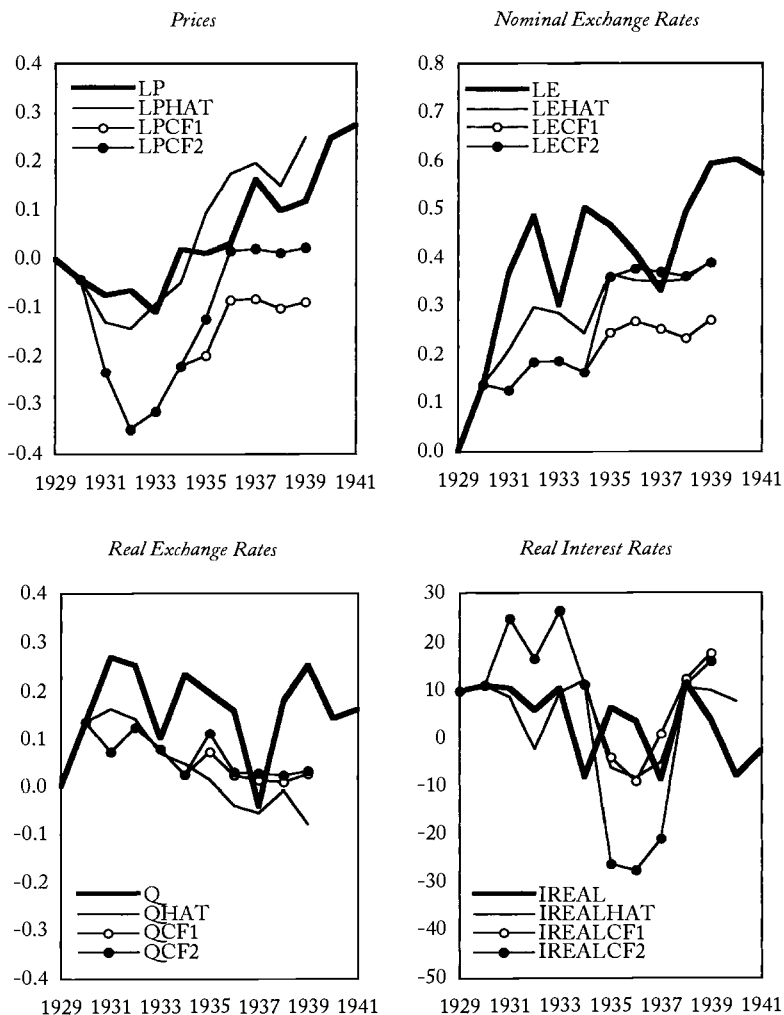 Prices
0.4
0.3
0.2
0.1
0.0
-0.1
-0.2
-0.3
-0.4
LP
LPHAT
LPCF1
LPCF2
1929 1931 1933 1935 1937 1939 1941
Nominal Exchange Rates
0.8
0.7
0.6
0.5
0.4
0.3
0.2
0.1
0.0
LE
LEHAT
LECF1
LECF2
1929 1931 1933 1935 1937 1939 1941
Real Exchange Rates
0.4
0.3
0.2
0.1
0.0
-0.1
-0.2
-0.3
-0.4
Q
QHAT
QCF1
QCF2
1929 1931 1933 1935 1937 1939 1941
Real Interest Rates
30
20
10
0
-10
-20
-30
-40
-50
IREAL
IREALHAT
IREALCF1
IREALCF2
1929 1931 1933 1935 1937 1939 1941